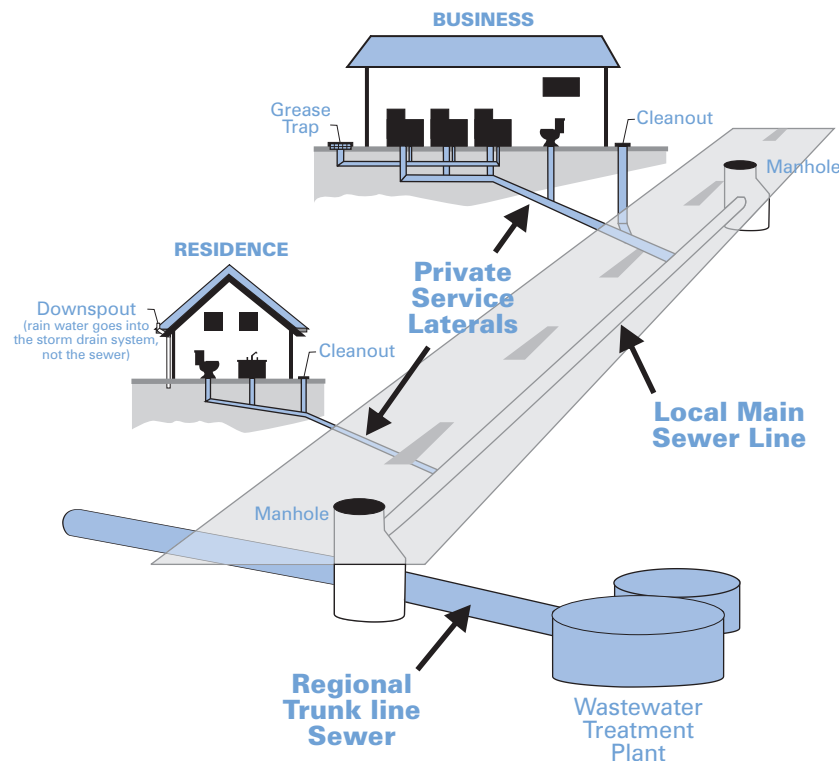 BUSINESS
Grease
Trap
Cleanout
Manhole
RESIDENCE
Private
Service
Laterals
Downspout
(rain water goes into
the storm drain system,
not the sewer)
Cleanout
Local Main
Sewer Line
Manhole
Regional
Trunk line
Sewer
Wastewater
Treatment
Plant